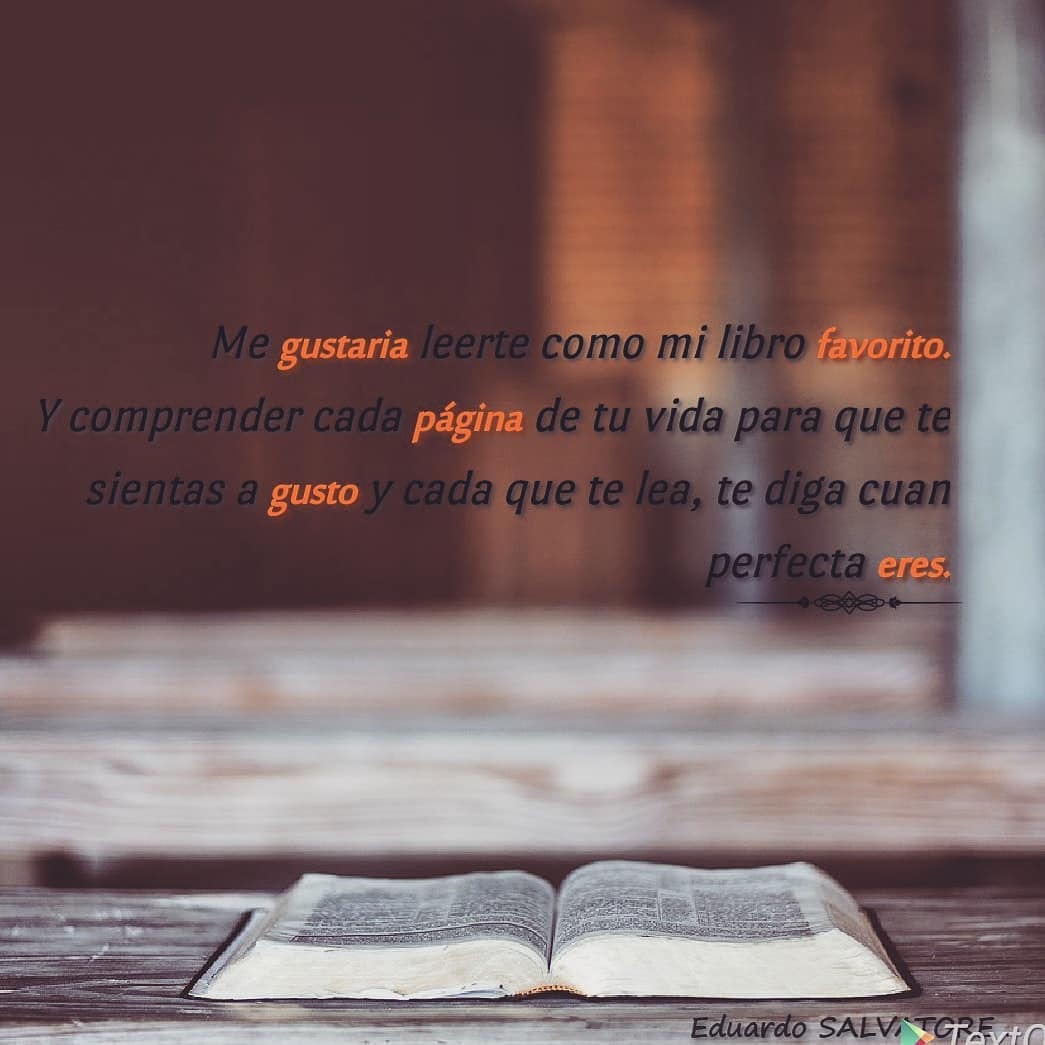 Me gustaria leerte como mi libro favorito.
Y comprender cada página de tu vida para que te
sientas a gusto y cada que te lea, te diga cuan
perfecta eres.
Eduardo SALVATORE
TextO